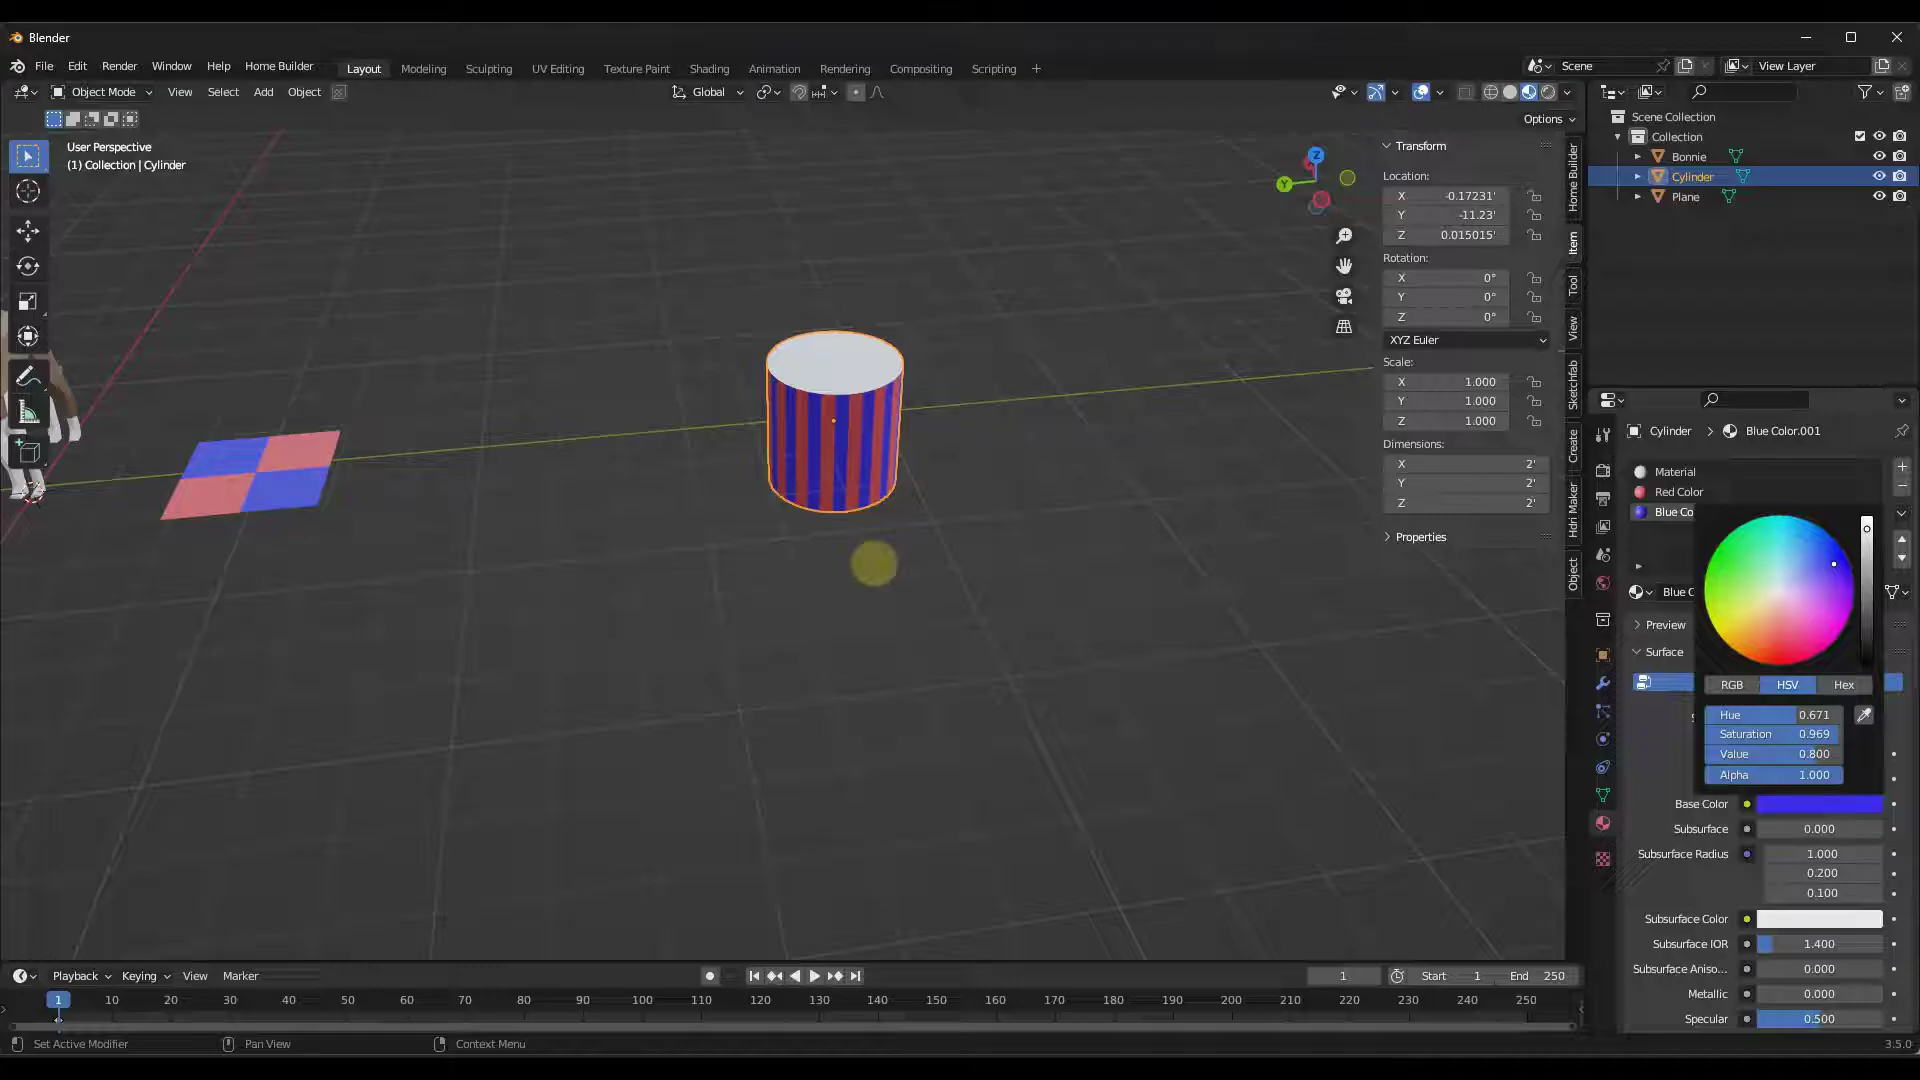 Blender
File Edit Render Window Help Home Builder Layout Modeling Sculpting UV Editing Texture Paint Shading Animation Rendering Compositing Scripting + Scene View Layer
Object Mode View Select Add Object Global
Options
User Perspective
(1) Collection | Cylinder
Scene Collection
Collection
Bonnie
Cylinder
Plane
Z
Y
Transform
Location:
X -0.17231'
Y -11.23'
Z 0.015015'
Rotation:
X 0°
Y 0°
Z 0°
XYZ Euler
Scale:
X 1.000
Y 1.000
Z 1.000
Dimensions:
X 2'
Y 2'
Z 2'
Properties
Home Builder
Item
Tool
View
Sketchfab
Create
Hdri Maker
Object
Cylinder > Blue Color.001
Material
Red Color
Blue Co
Blue C
Preview
Surface
RGB HSV Hex
Hue 0.671
Saturation 0.969
Value 0.800
Alpha 1.000
Base Color
Subsurface 0.000
Subsurface Radius 1.000
0.200
0.100
Subsurface Color
Subsurface IOR 1.400
Subsurface Aniso... 0.000
Metallic 0.000
Specular 0.500
Playback Keying View Marker 1 Start 1 End 250
1 10 20 30 40 50 60 70 80 90 100 110 120 130 140 150 160 170 180 190 200 210 220 230 240 250
Set Active Modifier Pan View Context Menu 3.5.0